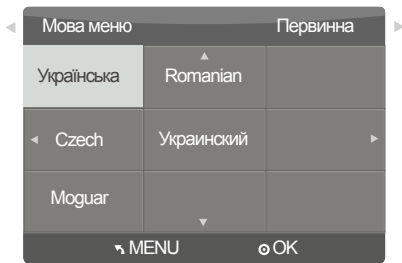 Мова меню Первинна
Українська Romanian
Czech Украинский
Moguar
MENU OK